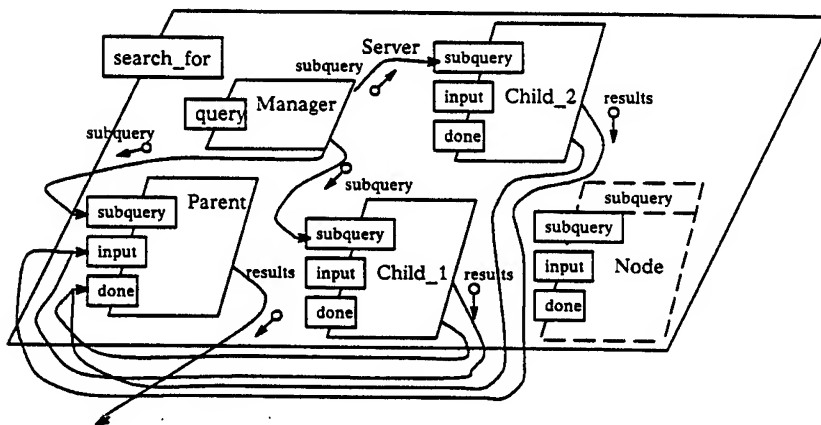 search_for
Server
subquery
subquery
input
done
Child_2
results
query
Manager
subquery
subquery
Parent
subquery
input
done
results
subquery
input
done
Child_1
results
subquery
subquery
input
done
Node